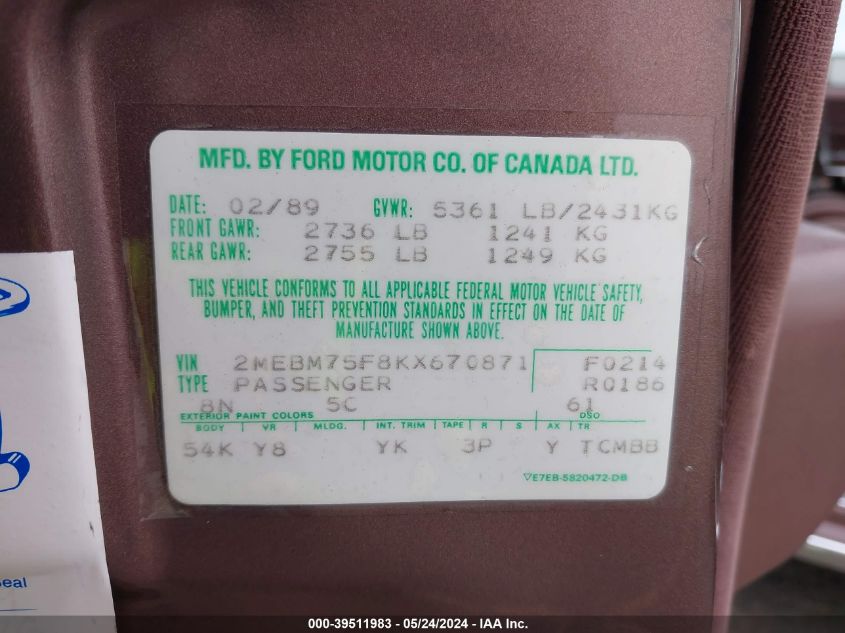 MFD. BY FORD MOTOR CO. OF CANADA LTD.
DATE: 02/89 GVWR: 5361 LB/2431KG
FRONT GAWR: 2736 LB 1241 KG
REAR GAWR: 2755 LB 1249 KG
THIS VEHICLE CONFORMS TO ALL APPLICABLE FEDERAL MOTOR VEHICLE SAFETY,
BUMPER, AND THEFT PREVENTION STANDARDS IN EFFECT ON THE DATE OF
MANUFACTURE SHOWN ABOVE.
VIN 2MEBM75F8KX670871 F0214
TYPE PASSENGER R0186
8N 5C 61
EXTERIOR PAINT COLORS DSO
BODY VR MLDG. INT. TRIM TAPE R S AX TR
54K Y8 YK 3P Y TCMBB
E7EB-5820472-DB
Seal
000-39511983 / 05/24/2024 - IAA Inc.